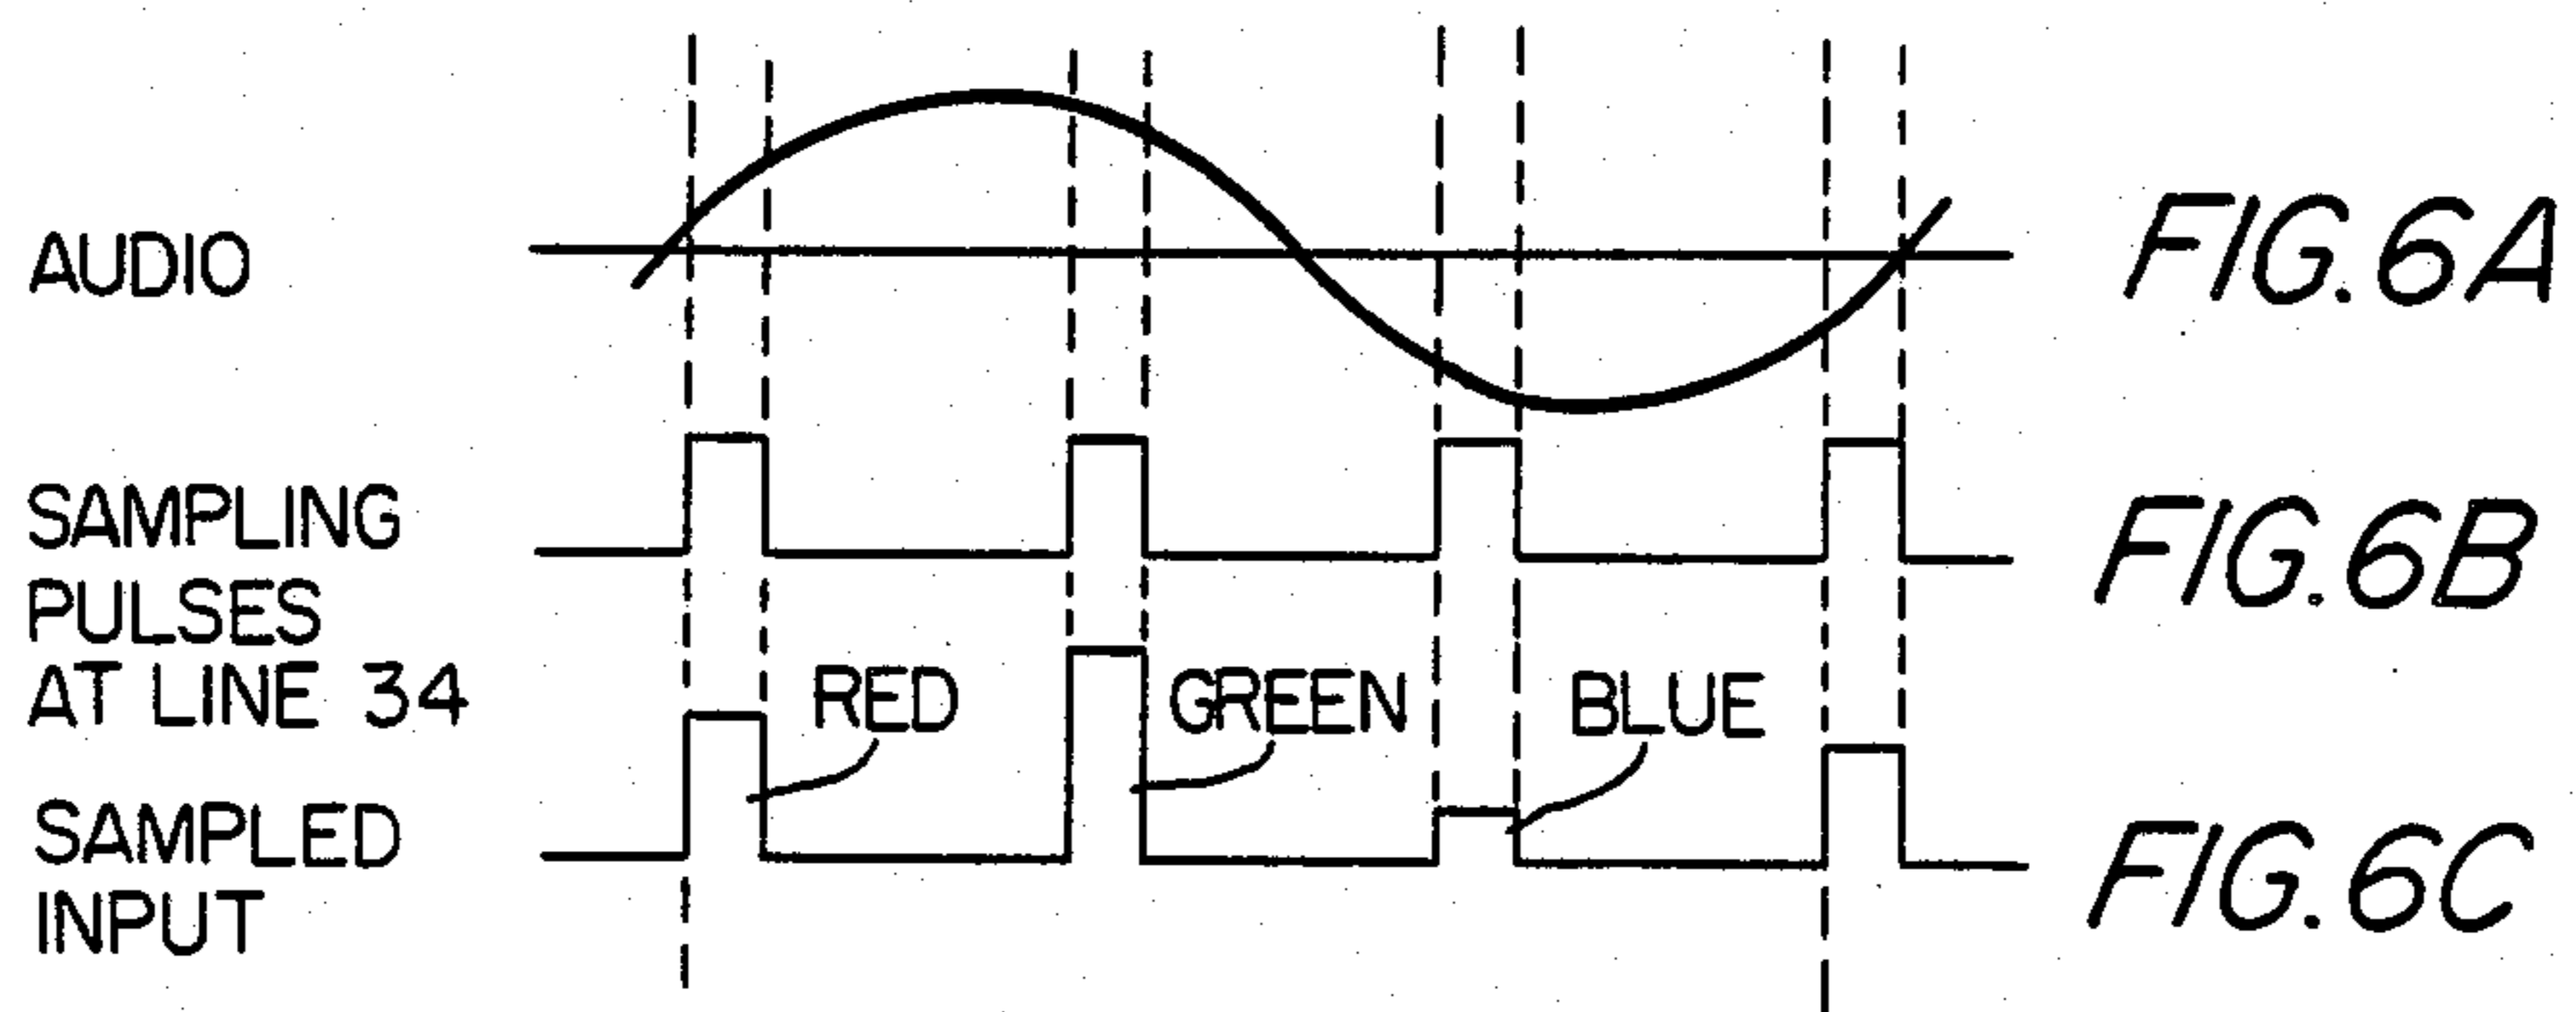 AUDIO
FIG. 6A
SAMPLING
PULSES
AT LINE 34
FIG. 6B
RED
GREEN
BLUE
SAMPLED
INPUT
FIG. 6C